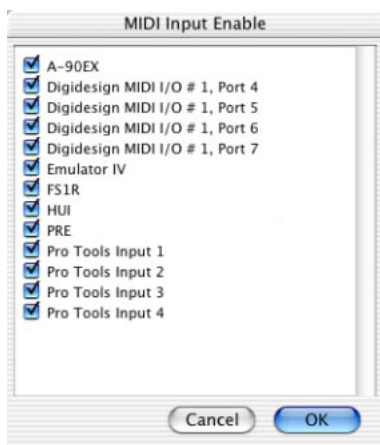 MIDI Input Enable
A-90EX
Digidesign MIDI I/O # 1, Port 4
Digidesign MIDI I/O # 1, Port 5
Digidesign MIDI I/O # 1, Port 6
Digidesign MIDI I/O # 1, Port 7
Emulator IV
FS1R
HUI
PRE
Pro Tools Input 1
Pro Tools Input 2
Pro Tools Input 3
Pro Tools Input 4
Cancel OK